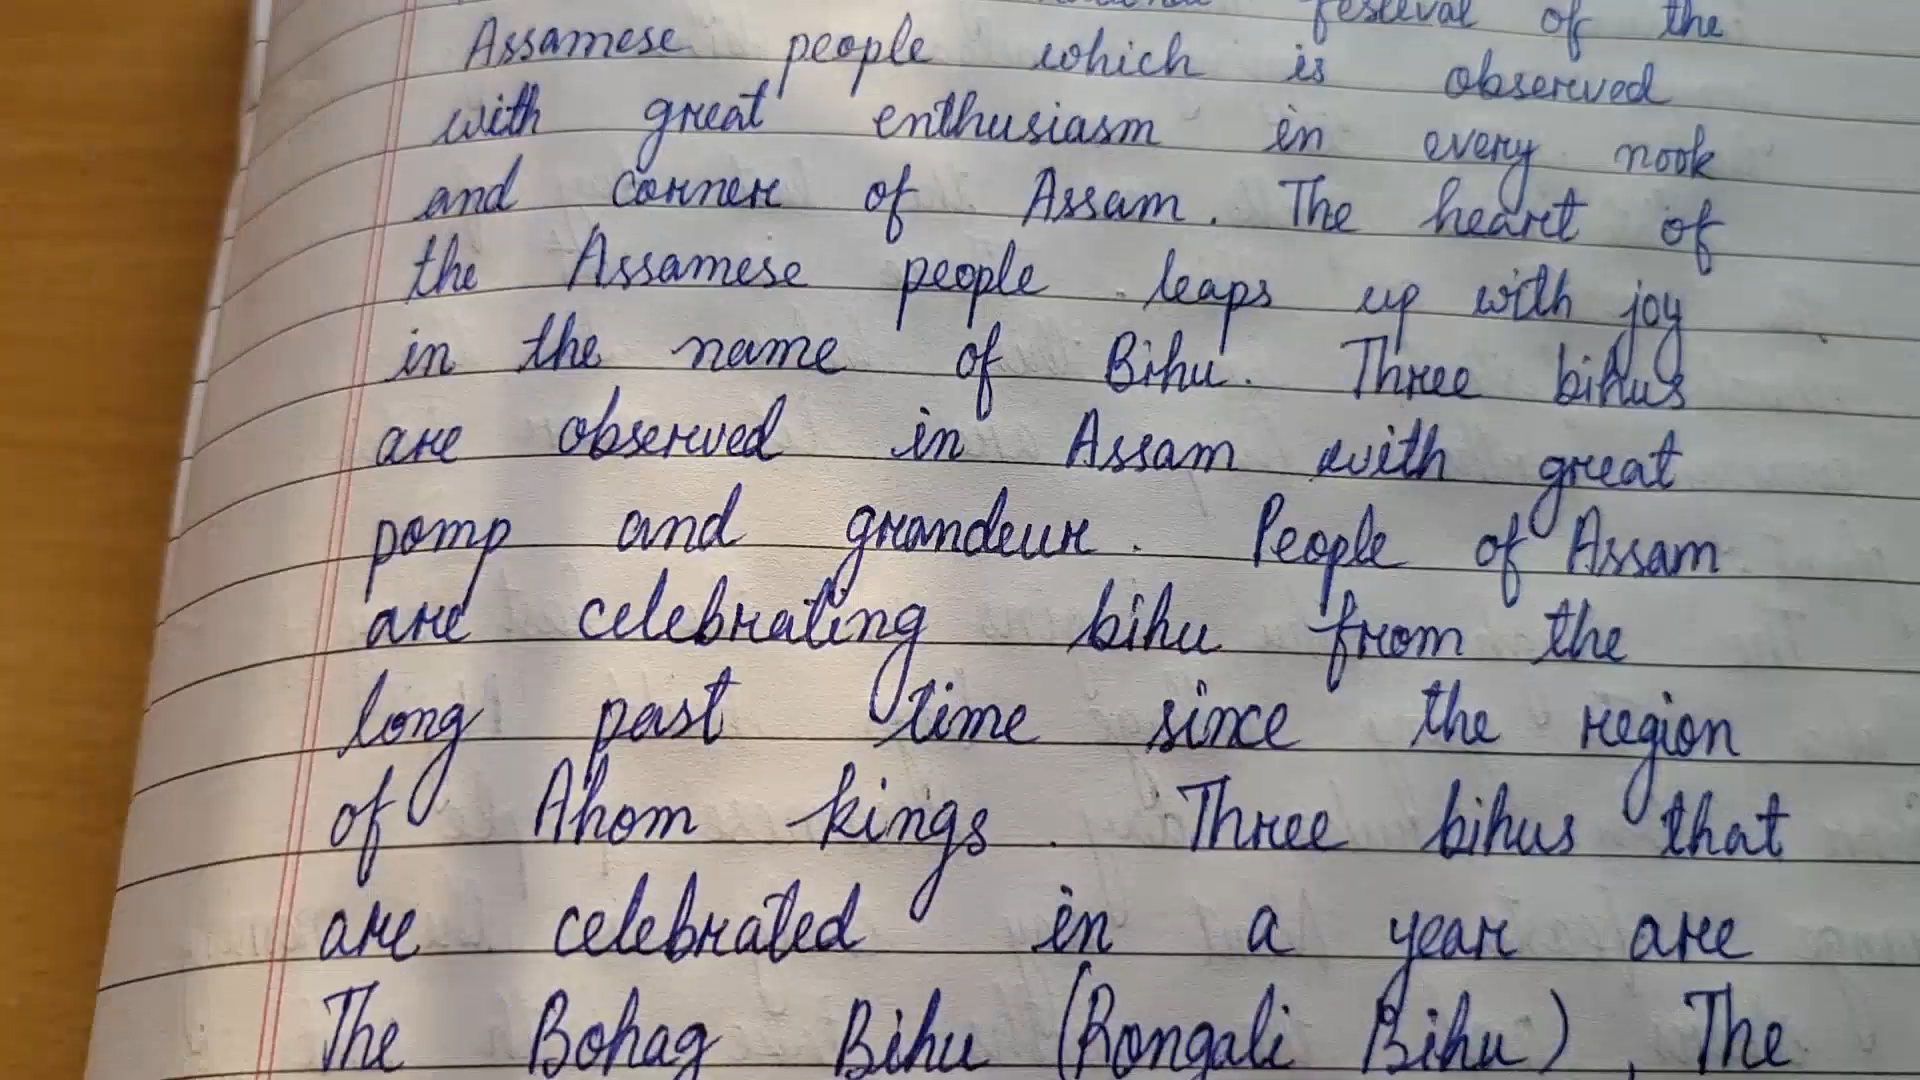 festival of the
Assamese people which is observed
with great enthusiasm in every nook
and corner of Assam. The heart of
the Assamese people leaps up with joy
in the name of Bihu. Three bihus
are observed in Assam with great
pomp and grandeur. People of Assam
are celebrating bihu from the
long past time since the region
of Ahom kings. Three bihus that
are celebrated in a year are
The Bohag Bihu (Rongali Bihu), The